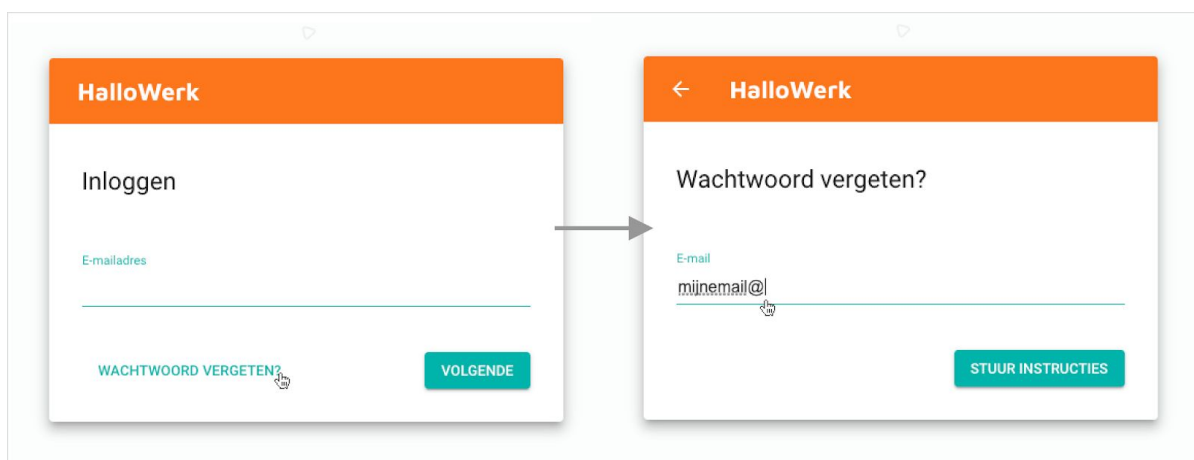 HalloWerk
Inloggen
E-mailadres
WACHTWOORD VERGETEN?
VOLGENDE
HalloWerk
Wachtwoord vergeten?
E-mail
mijnemail@
STUUR INSTRUCTIES